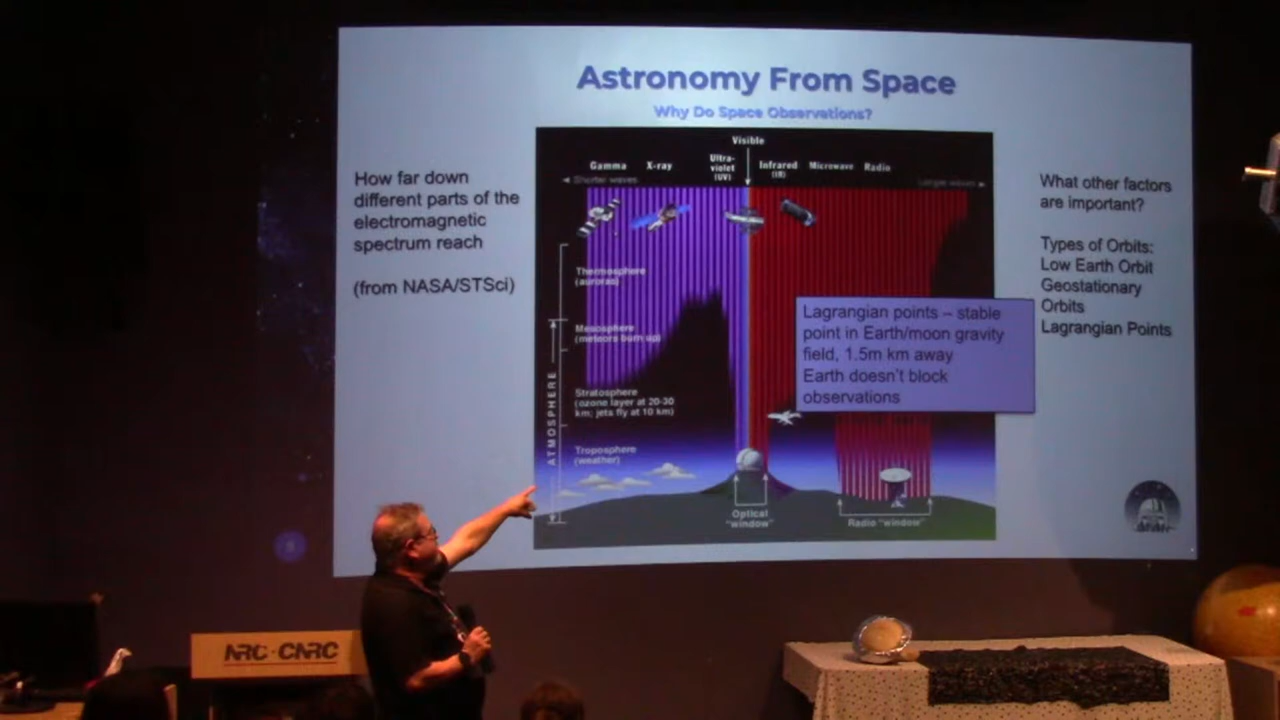 Astronomy From Space
Why Do Space Observations?
How far down
different parts of the
electromagnetic
spectrum reach
(from NASA/STSci)
Visible
Gamma
X-ray
Ultra-
violet
(UV)
Infrared
(IR)
Microwave
Radio
Shorter waves
Thermosphere
(auroras)
Mesosphere
(meteors burn up)
Stratosphere
(ozone layer at 20-30
km; jets fly at 10 km)
Troposphere
(weather)
ATMOSPHERE
Optical
"window"
Radio "window"
Lagrangian points – stable
point in Earth/moon gravity
field, 1.5m km away
Earth doesn't block
observations
What other factors
are important?
Types of Orbits:
Low Earth Orbit
Geostationary
Orbits
Lagrangian Points
NRC·CNRC